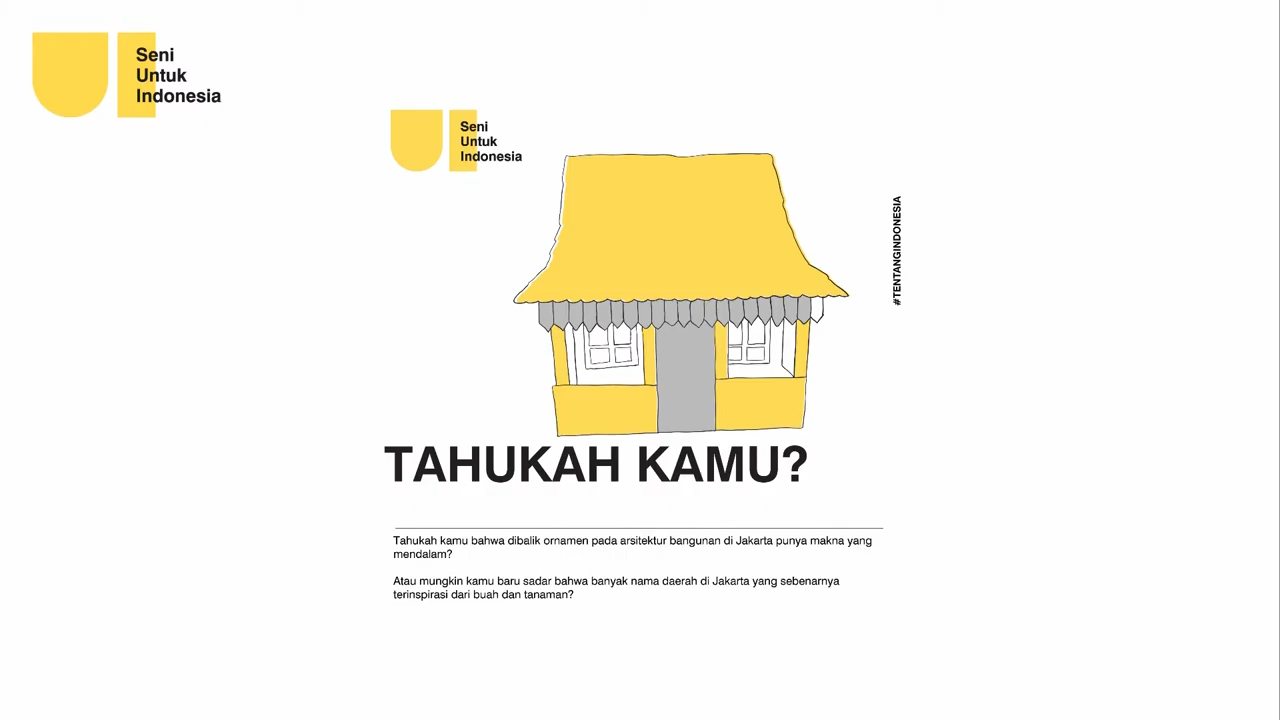 Seni
Untuk
Indonesia
Seni
Untuk
Indonesia
#TENTANGINDONESIA
TAHUKAH KAMU?
Tahukah kamu bahwa dibalik ornamen pada arsitektur bangunan di Jakarta punya makna yang
mendalam?
Atau mungkin kamu baru sadar bahwa banyak nama daerah di Jakarta yang sebenarnya
terinspirasi dari buah dan tanaman?